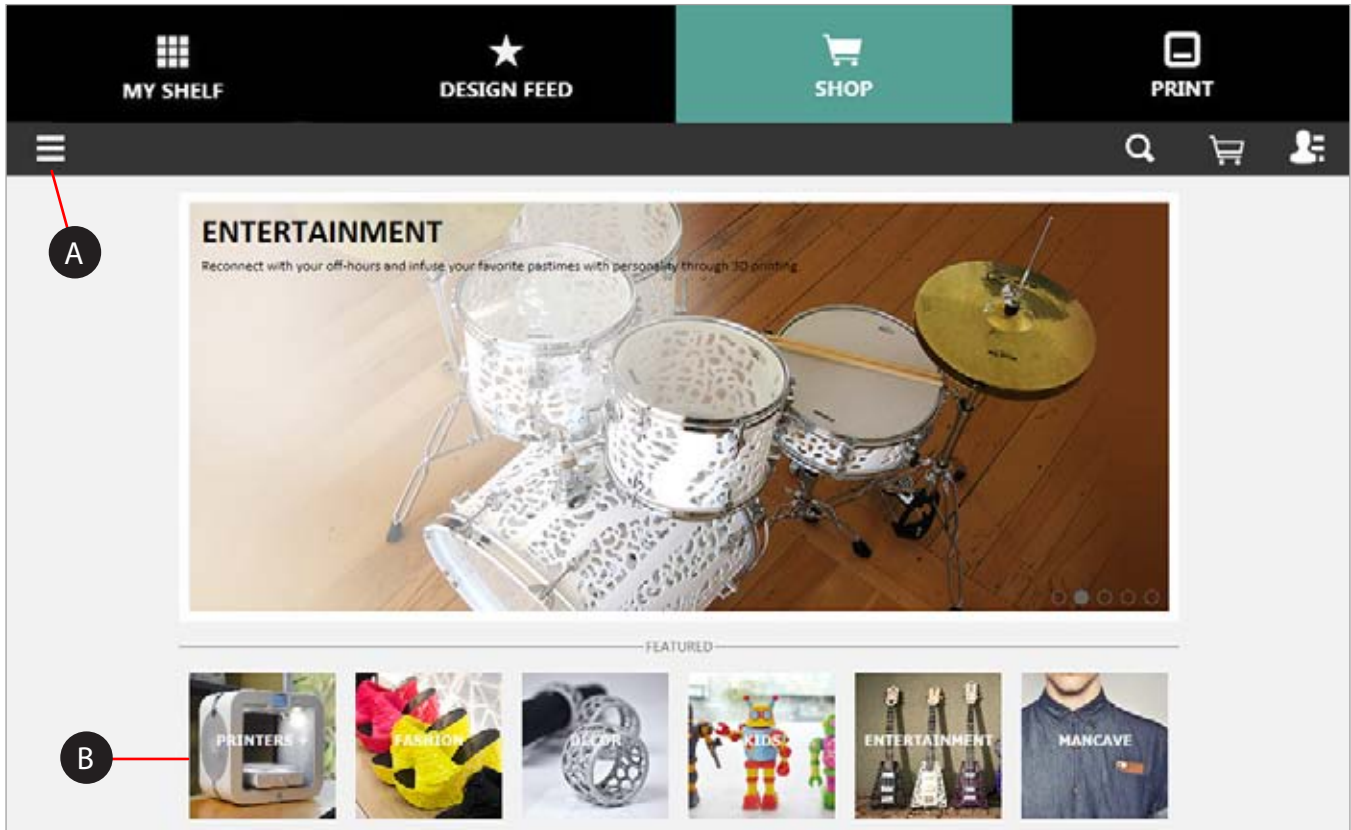 MY SHELF
DESIGN FEED
SHOP
PRINT
A
ENTERTAINMENT
Reconnect with your off-hours and infuse your favorite pastimes with personality through 3D printing
FEATURED
B
PRINTERS +
FASHION
DÉCOR
KIDS
ENTERTAINMENT
MANCAVE